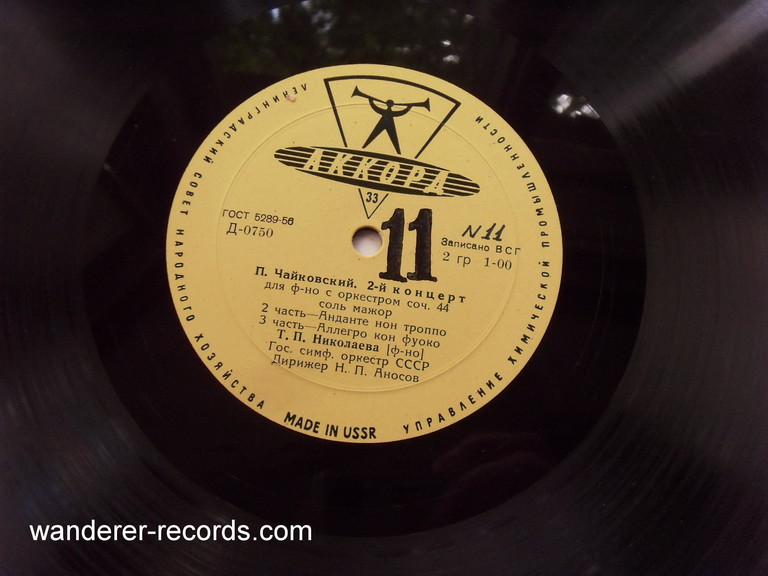 ЛЕНИНГРАДСКИЙ СОВЕТ НАРОДНОГО ХОЗЯЙСТВА
УПРАВЛЕНИЕ ХИМИЧЕСКОЙ ПРОМЫШЛЕННОСТИ
АККОРД
33
ГОСТ 5289-56
Д-0750
11
N 11
Записано ВСГ
2 гр 1-00
П. Чайковский. 2-й концерт
для ф-но с оркестром соч. 44
соль мажор
2 часть—Анданте нон троппо
3 часть—Аллегро кон фуоко
Т. П. Николаева [ф-но]
Гос. симф. оркестр СССР
Дирижер Н. П. Аносов
MADE IN USSR
wanderer-records.com